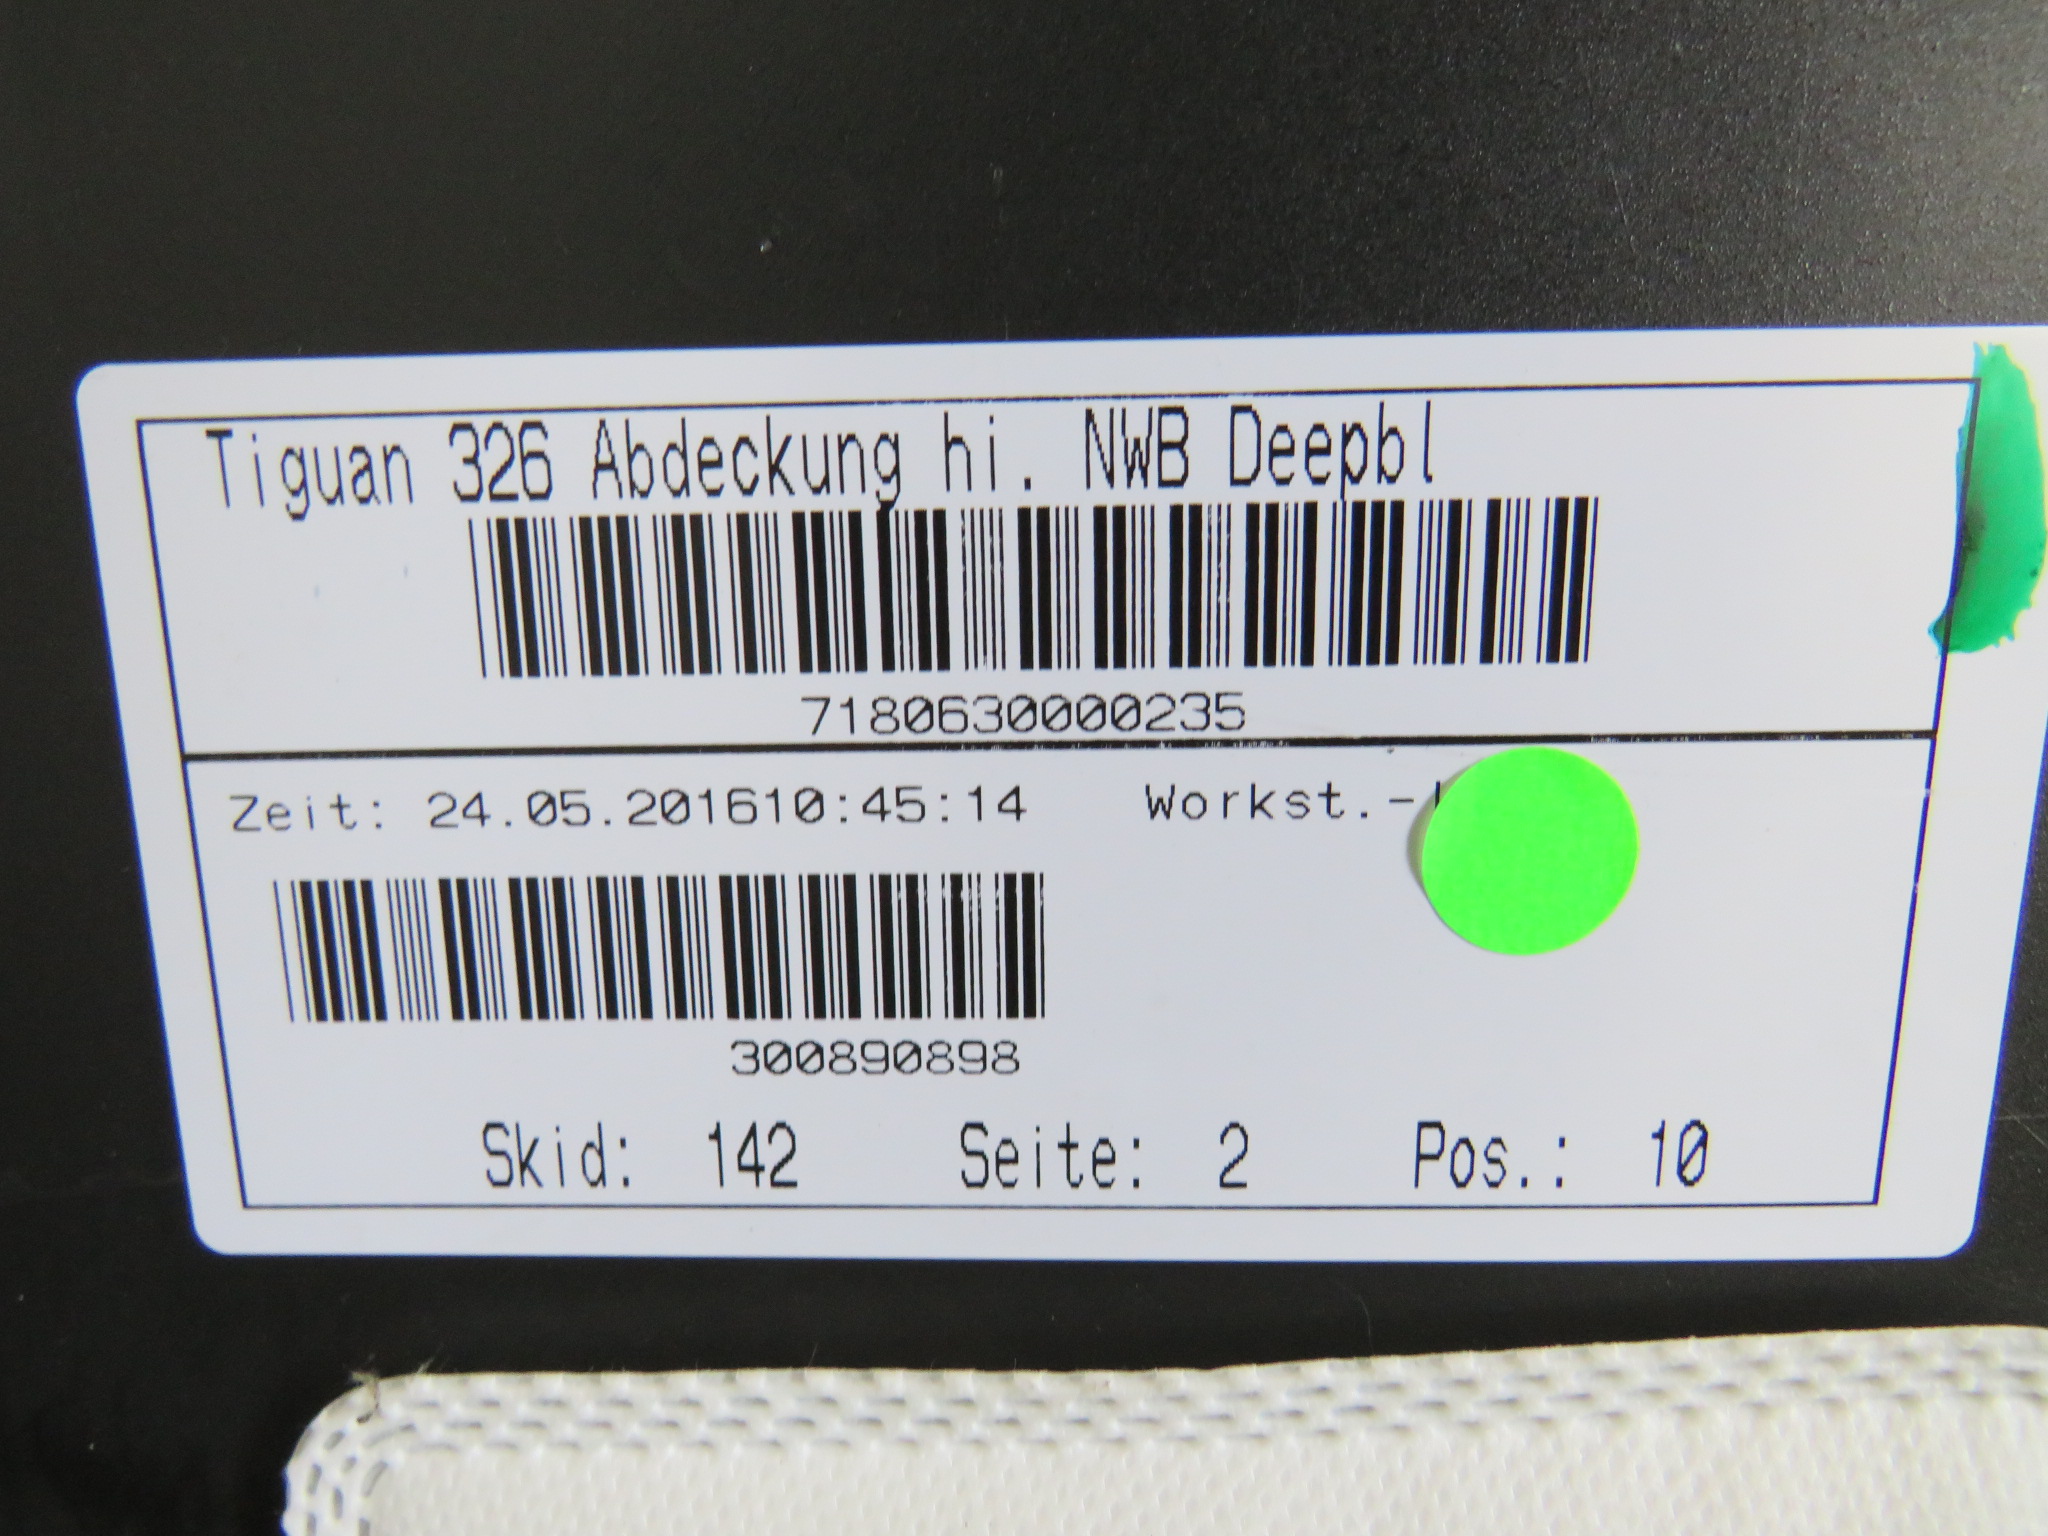 Tiguan 326 Abdeckung hi. NWB Deepbl
7180630000235
Zeit: 24.05.201610:45:14 Workst.-
300890898
Skid: 142 Seite: 2 Pos.: 10